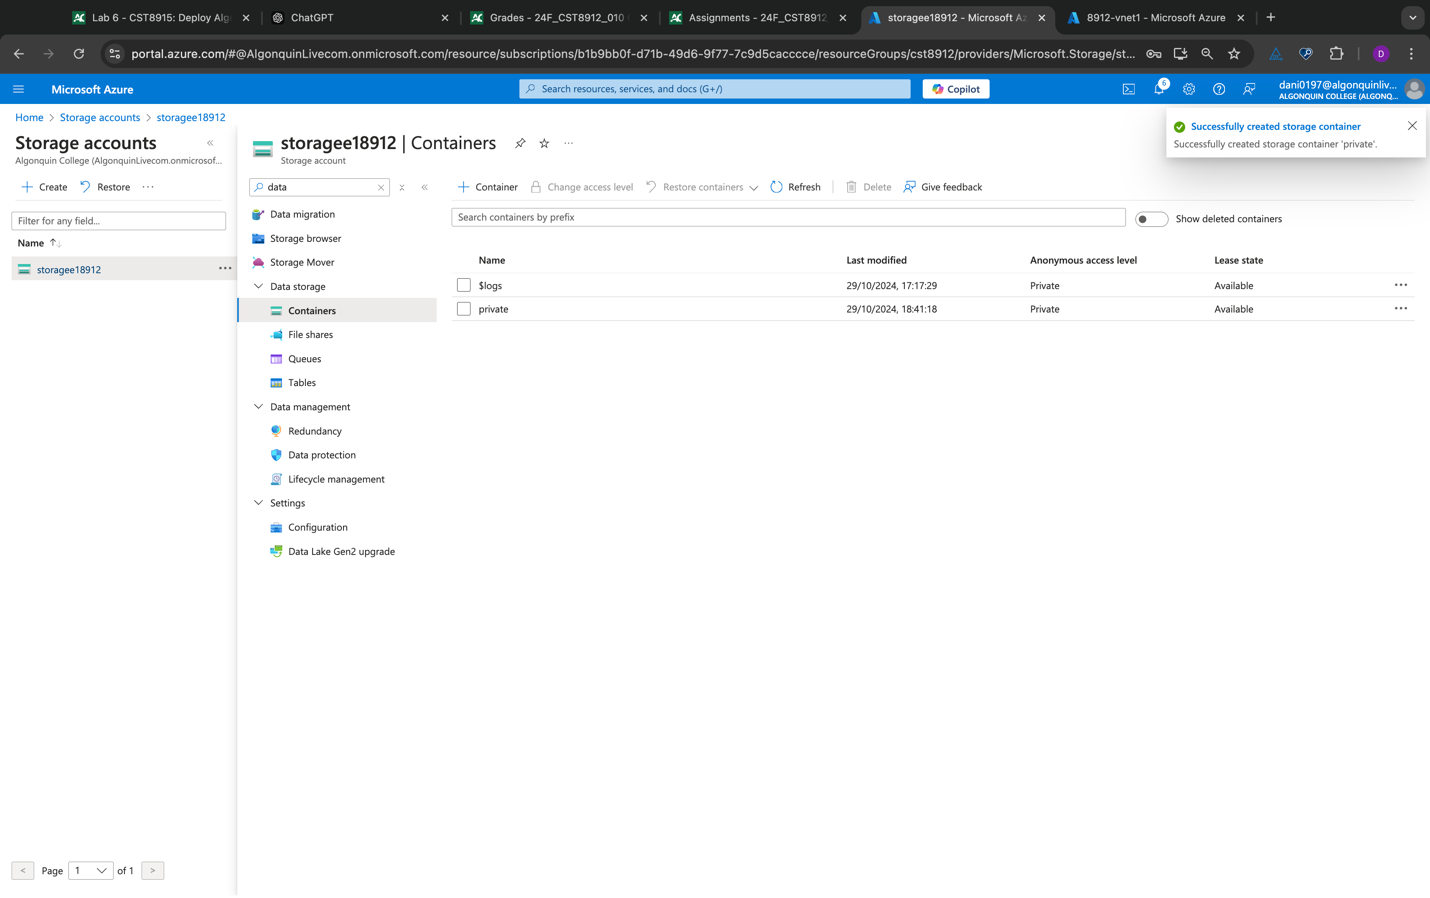 Lab 6 - CST8915: Deploy Alg
ChatGPT
Grades - 24F_CST8912_010
Assignments - 24F_CST8912
storagee18912 - Microsoft Az
8912-vnet1 - Microsoft Azure
portal.azure.com/#@AlgonquinLivecom.onmicrosoft.com/resource/subscriptions/b1b9bb0f-d71b-49d6-9f77-7c9d5cacccce/resourceGroups/cst8912/providers/Microsoft.Storage/st...
D
Microsoft Azure
Search resources, services, and docs (G+/)
Copilot
6
dani0197@algonquinliv...
ALGONQUIN COLLEGE (ALGONQ...
Home > Storage accounts > storagee18912
Successfully created storage container
Successfully created storage container 'private'.
Storage accounts
Algonquin College (AlgonquinLivecom.onmicrosof...
Create
Restore
Filter for any field...
Name
storagee18912
Page 1 of 1
storagee18912 | Containers
Storage account
data
Data migration
Storage browser
Storage Mover
Data storage
Containers
File shares
Queues
Tables
Data management
Redundancy
Data protection
Lifecycle management
Settings
Configuration
Data Lake Gen2 upgrade
Container
Change access level
Restore containers
Refresh
Delete
Give feedback
Search containers by prefix
Show deleted containers
Name Last modified Anonymous access level Lease state
$logs 29/10/2024, 17:17:29 Private Available
private 29/10/2024, 18:41:18 Private Available